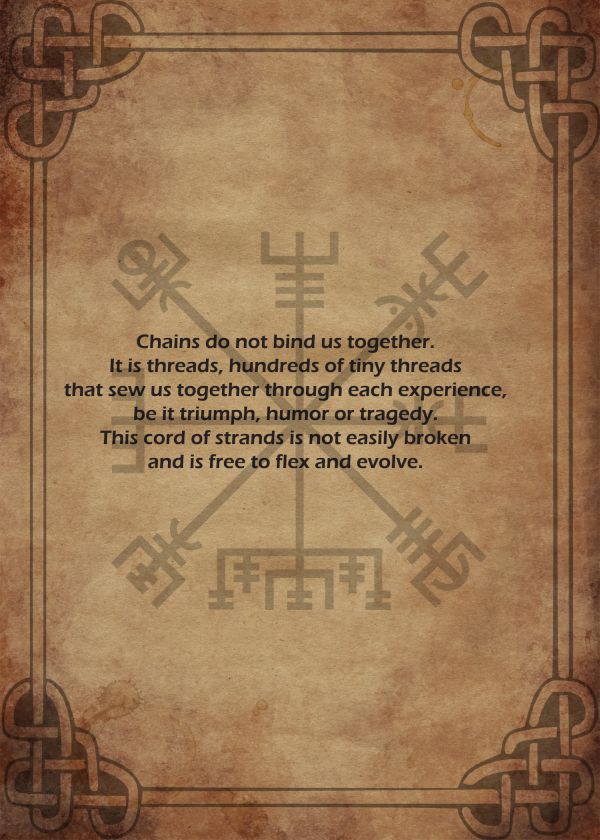 Chains do not bind us together.
It is threads, hundreds of tiny threads
that sew us together through each experience,
be it triumph, humor or tragedy.
This cord of strands is not easily broken
and is free to flex and evolve.